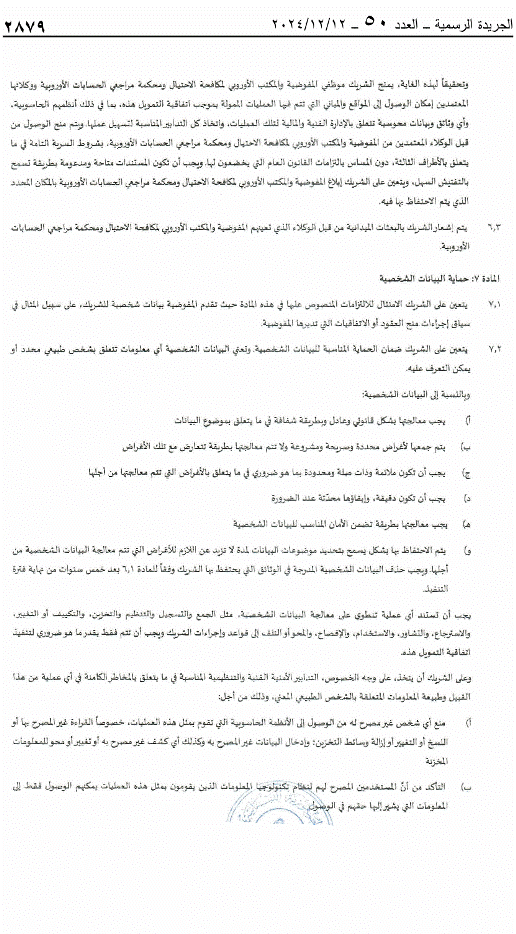 الجريدة الرسمية ــ العدد ٥٠ ــ ٢٠٢٤/١٢/١٢
٢٨٧٩
وتحقيقاً لهذه الغاية، يمنح الشريك موظفي المفوضية والمكتب الأوروبي لمكافحة الاحتيال ومحكمة مراجعي الحسابات الأوروبية ووكلائها
المعتمدين إمكان الوصول إلى المواقع والمباني التي تتم فيها العمليات الممولة بموجب اتفاقية التمويل هذه، بما في ذلك أنظمتهم الحاسوبية،
وأي وثائق وبيانات محوسبة تتعلق بالإدارة الفنية والمالية لتلك العمليات، واتخاذ كل التدابير المناسبة لتسهيل عملها. ويتم منح الوصول من
قبل الوكلاء المعتمدين من المفوضية والمكتب الأوروبي لمكافحة الاحتيال ومحكمة مراجعي الحسابات الأوروبية، بشروط السرية التامة في ما
يتعلق بالأطراف الثالثة، دون المساس بالتزامات القانون العام التي يخضعون لها. ويجب أن تكون المستندات متاحة ومدعومة بطريقة تسمح
بالتفتيش السهل، ويتعين على الشريك إبلاغ المفوضية والمكتب الأوروبي لمكافحة الاحتيال ومحكمة مراجعي الحسابات الأوروبية بالمكان المحدد
الذي يتم الاحتفاظ بها فيه.
٦,٣ يتم إشعار الشريك بالبعثات الميدانية من قبل الوكلاء الذي تعينهم المفوضية والمكتب الأوروبي لمكافحة الاحتيال ومحكمة مراجعي الحسابات
الأوروبية.
المادة ٧: حماية البيانات الشخصية
٧,١ يتعين على الشريك الامتثال للالتزامات المنصوص عليها في هذه المادة حيث تقدم المفوضية بيانات شخصية للشريك، على سبيل المثال في
سياق إجراءات منح العقود أو الاتفاقيات التي تديرها المفوضية.
٧,٢ يتعين على الشريك ضمان الحماية المناسبة للبيانات الشخصية. وتعني البيانات الشخصية أي معلومات تتعلق بشخص طبيعي محدد أو
يمكن التعرف عليه.
وبالنسبة إلى البيانات الشخصية:
أ) يجب معالجتها بشكل قانوني وعادل وبطريقة شفافة في ما يتعلق بموضوع البيانات
ب) يتم جمعها لأغراض محددة وصريحة ومشروعة ولا تتم معالجتها بطريقة تتعارض مع تلك الأغراض
ج) يجب أن تكون ملائمة وذات صلة ومحدودة بما هو ضروري في ما يتعلق بالأغراض التي تتم معالجتها من أجلها
د) يجب أن تكون دقيقة، وإبقاؤها محدّثة عند الضرورة
ه) يجب معالجتها بطريقة تضمن الأمان المناسب للبيانات الشخصية
و) يتم الاحتفاظ بها بشكل يسمح بتحديد موضوعات البيانات لمدة لا تزيد عن اللازم للأغراض التي تتم معالجة البيانات الشخصية من
أجلها. ويجب حذف البيانات الشخصية المدرجة في الوثائق التي يحتفظ بها الشريك وفقاً للمادة ٦,١ بعد خمس سنوات من نهاية فترة
التنفيذ.
يجب أن تستند أي عملية تنطوي على معالجة البيانات الشخصية، مثل الجمع والتسجيل والتنظيم والتخزين، والتكييف أو التغيير،
والاسترجاع، والتشاور، والاستخدام، والإفصاح، والمحو أو التلف إلى قواعد وإجراءات الشريك ويجب أن تتم فقط بقدر ما هو ضروري لتنفيذ
اتفاقية التمويل هذه.
وعلى الشريك أن يتخذ، على وجه الخصوص، التدابير الأمنية الفنية والتنظيمية المناسبة في ما يتعلق بالمخاطر الكامنة في أي عملية من هذا
القبيل وطبيعة المعلومات المتعلقة بالشخص الطبيعي المعني، وذلك من أجل:
أ) منع أي شخص غير مصرح له من الوصول إلى الأنظمة الحاسوبية التي تقوم بمثل هذه العمليات، خصوصاً القراءة غير المصرح بها أو
النسخ أو التغيير أو إزالة وسائط التخزين؛ وإدخال البيانات غير المصرح به وكذلك أي كشف غير مصرح به أو تغيير أو محو للمعلومات
المخزنة
ب) التأكد من أنّ المستخدمين المصرح لهم لنظام تكنولوجيا المعلومات الذين يقومون بمثل هذه العمليات يمكنهم الوصول فقط إلى
المعلومات التي يشير إليها حقهم في الوصول